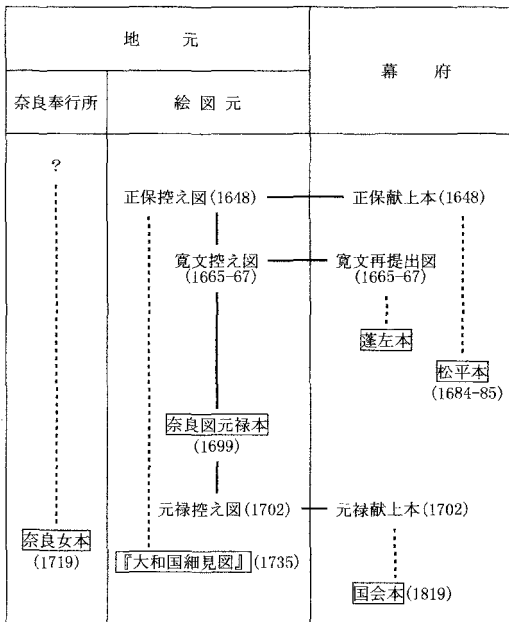 地元
幕府
奈良奉行所
絵図元
?
正保控え図(1648)
正保献上本(1648)
寛文控え図
(1665-67)
寛文再提出図
(1665-67)
蓬左本
松平本
(1684-85)
奈良図元禄本
(1699)
元禄控え図(1702)
元禄献上本(1702)
奈良女本
(1719)
『大和国細見図』(1735)
国会本(1819)